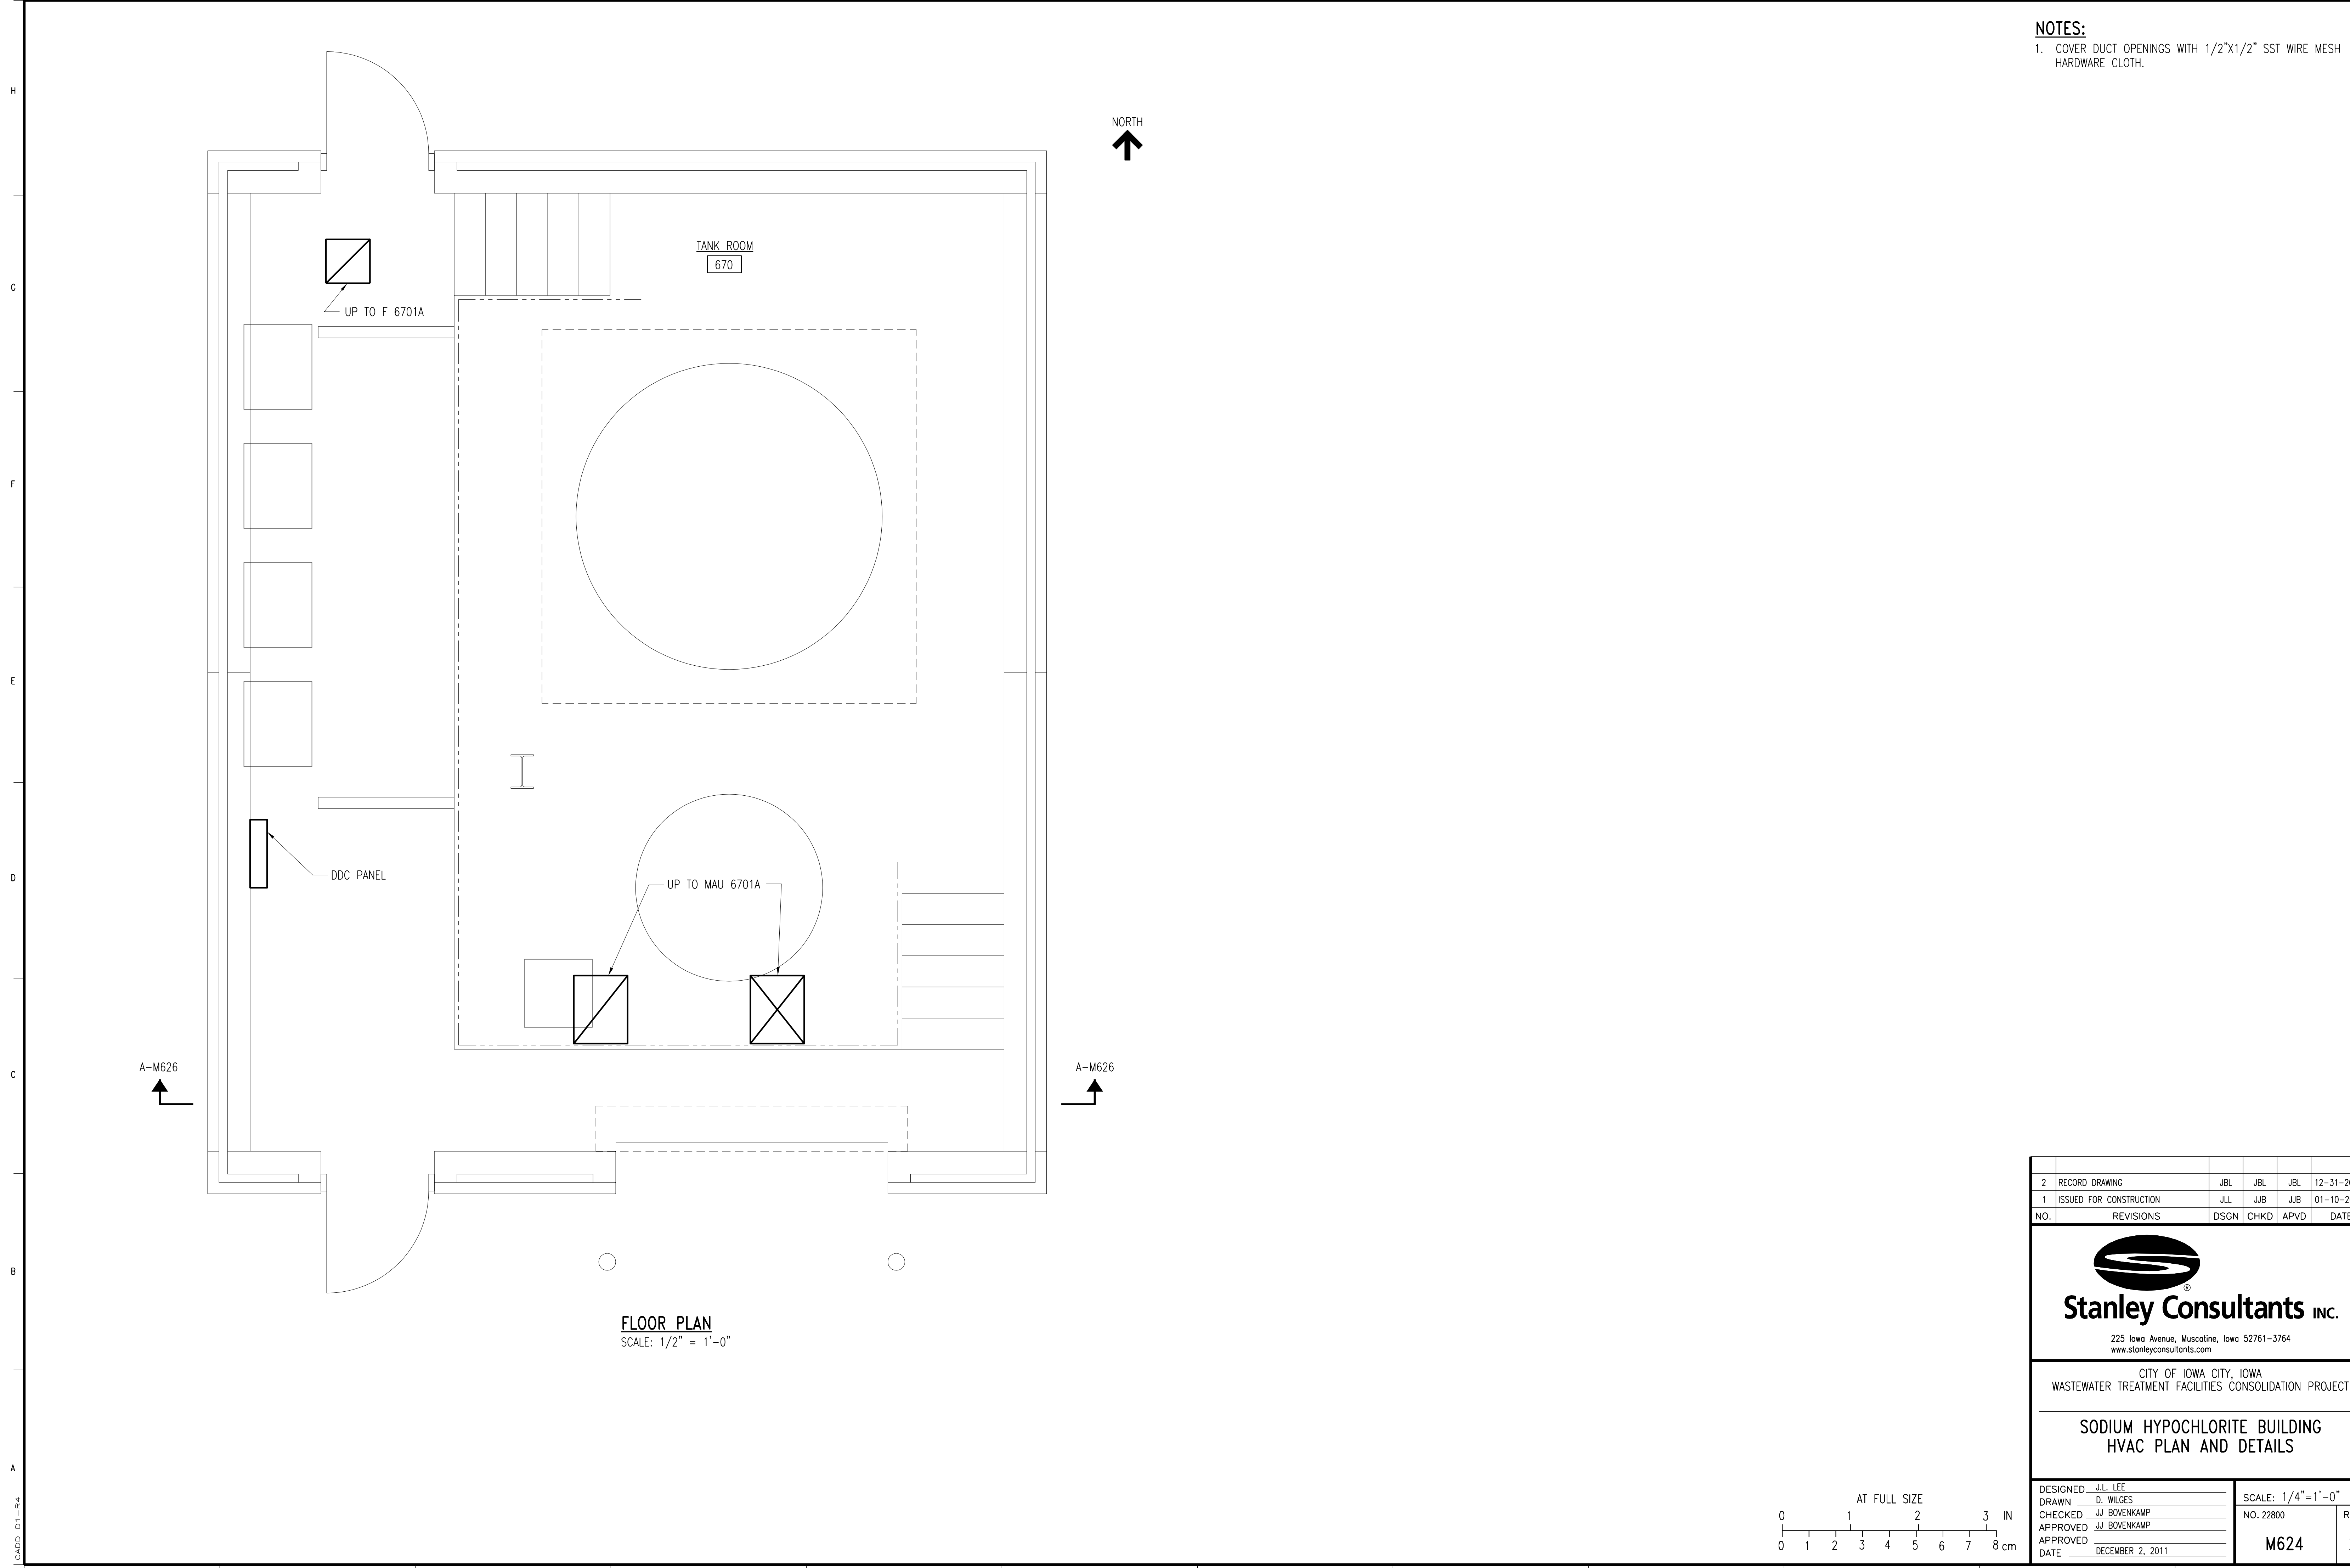 NOTES:
1. COVER DUCT OPENINGS WITH 1/2"X1/2" SST WIRE MESH
HARDWARE CLOTH.
NORTH
H
G
F
E
D
C
B
A
TANK ROOM
670
UP TO F 6701A
DDC PANEL
UP TO MAU 6701A
A-M626
A-M626
FLOOR PLAN
SCALE: 1/2" = 1'-0"
CADD D1-R4
AT FULL SIZE
0 1 2 3 IN
0 1 2 3 4 5 6 7 8 cm
2 RECORD DRAWING JBL JBL JBL
1 ISSUED FOR CONSTRUCTION JLL JJB JJB
NO. REVISIONS DSGN CHKD APVD
S
®
Stanley Consultants INC.
225 Iowa Avenue, Muscatine, Iowa 52761-3764
www.stanleyconsultants.com
CITY OF IOWA CITY, IOWA
WASTEWATER TREATMENT FACILITIES CONSOLIDATION PROJECT
SODIUM HYPOCHLORITE BUILDING
HVAC PLAN AND DETAILS
DESIGNED J.L. LEE
DRAWN D. WILGES
CHECKED JJ BOVENKAMP
APPROVED JJ BOVENKAMP
APPROVED
DATE DECEMBER 2, 2011
SCALE: 1/4"=1'-0"
NO. 22800
M624